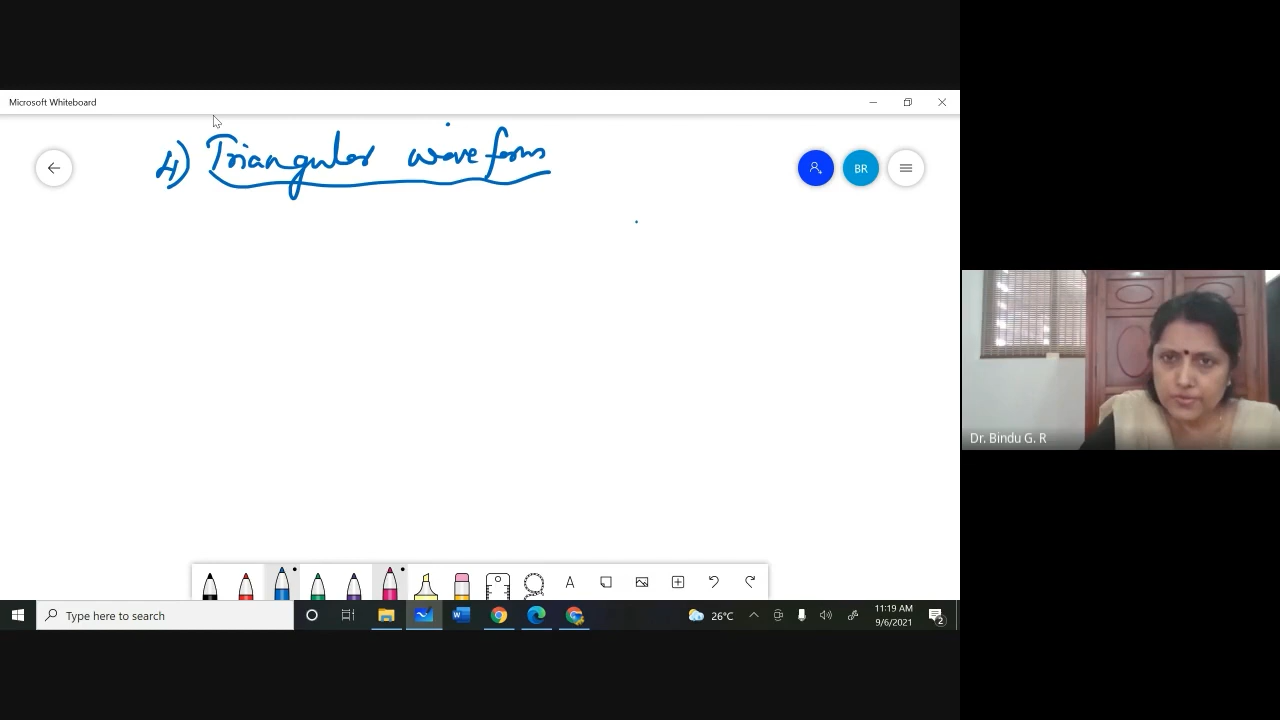 Microsoft Whiteboard
4) Triangular waveform
BR
Dr. Bindu G. R
A
Type here to search
W
26°C
11:19 AM
9/6/2021
2